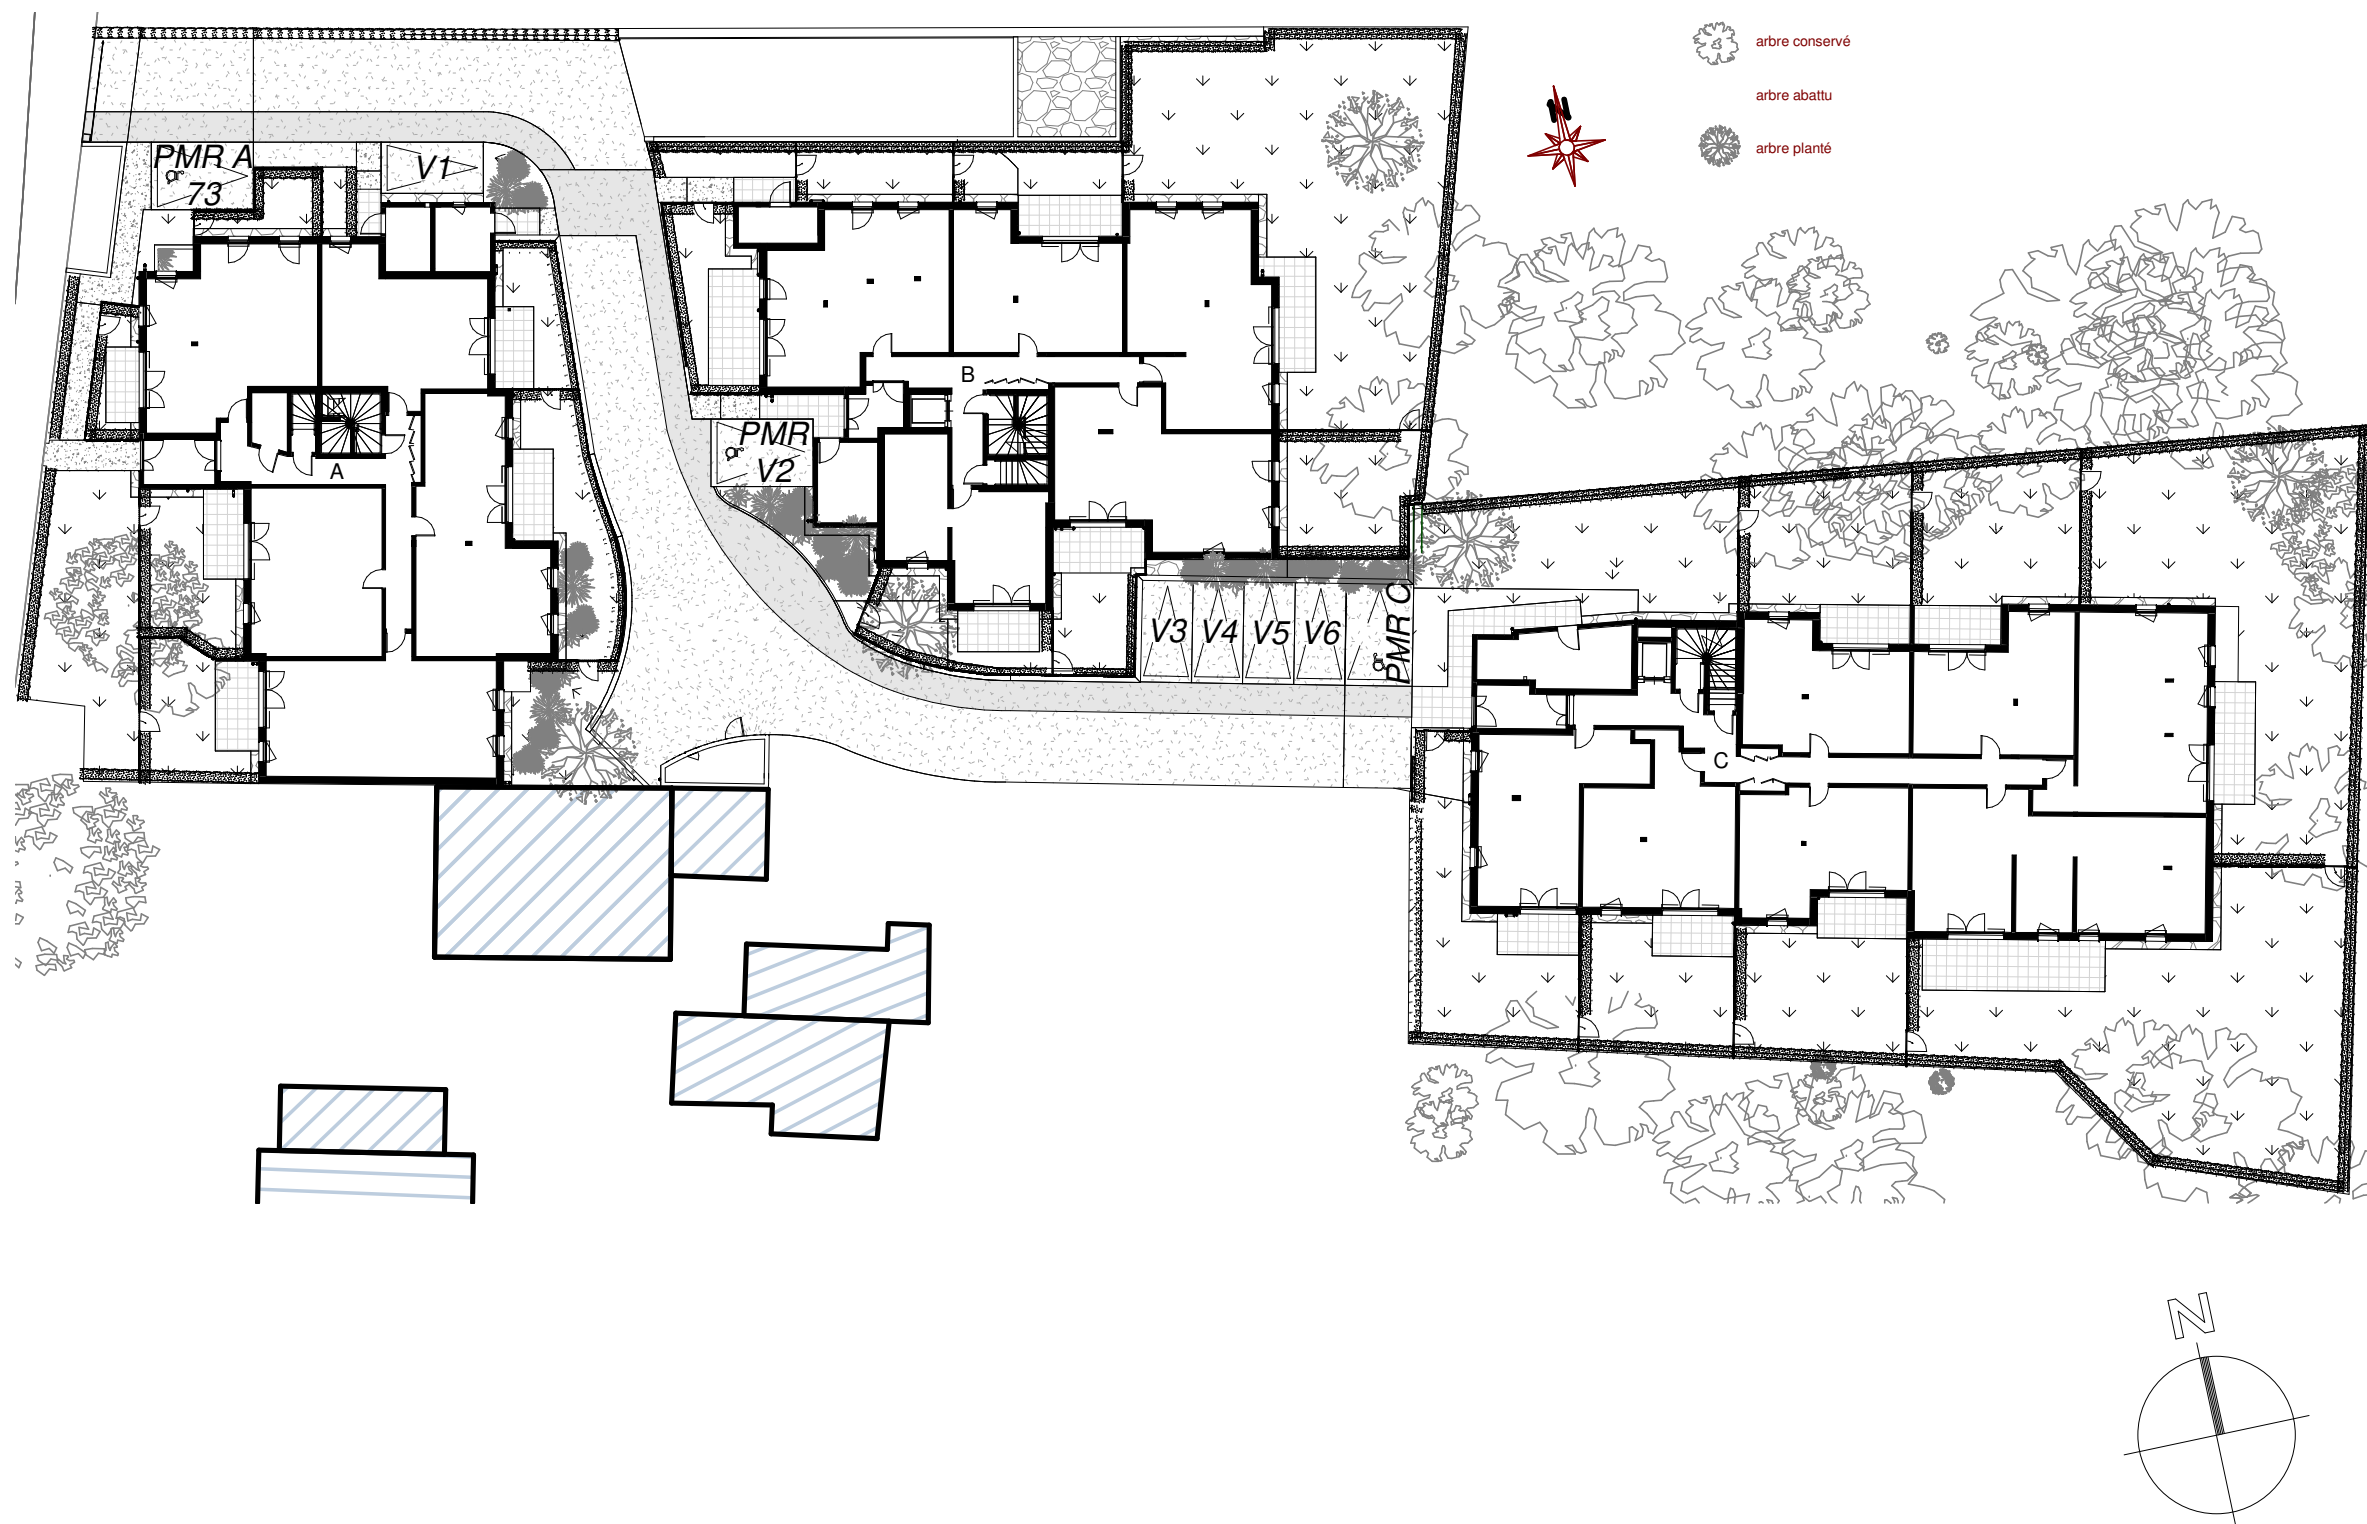 arbre conservé
arbre abattu
arbre planté
PMR A
73
V1
B
PMR
V2
A
V3
V4
V5
V6
PMR C
C
N